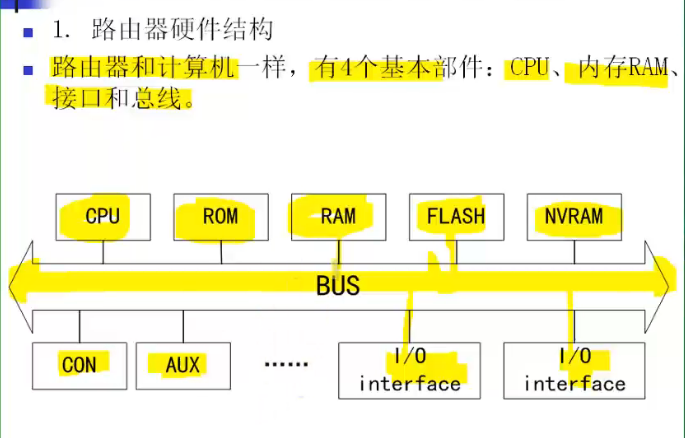 1. 路由器硬件结构
路由器和计算机一样，有4个基本部件：CPU、内存RAM、
接口和总线。
CPU ROM RAM FLASH NVRAM
BUS
CON AUX …… I/O interface I/O interface